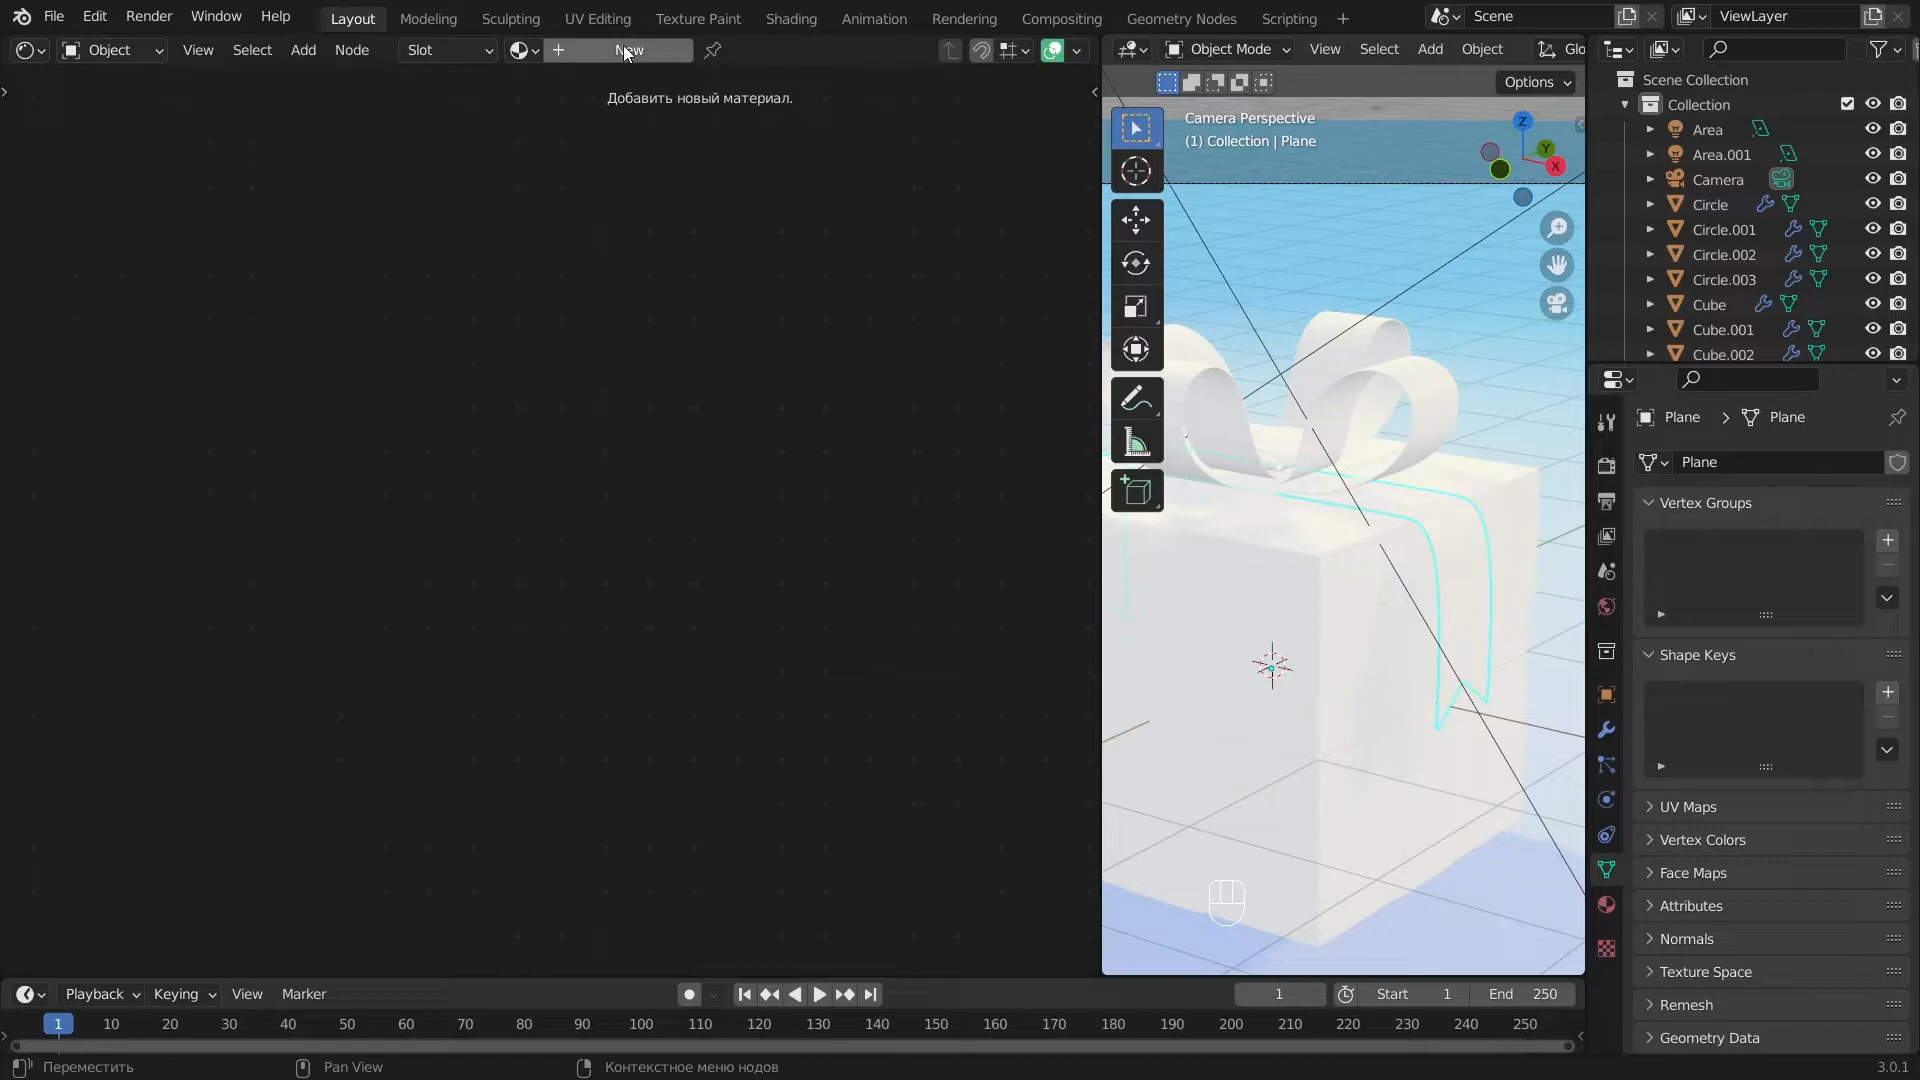 File Edit Render Window Help Layout Modeling Sculpting UV Editing Texture Paint Shading Animation Rendering Compositing Geometry Nodes Scripting Scene ViewLayer
Object View Select Add Node Slot New Object Mode View Select Add Object Glo
Options
Добавить новый материал.
Camera Perspective
(1) Collection | Plane
Z
Y
X
Scene Collection
Collection
Area
Area.001
Camera
Circle
Circle.001
Circle.002
Circle.003
Cube
Cube.001
Cube.002
Plane Plane
Plane
Vertex Groups
Shape Keys
UV Maps
Vertex Colors
Face Maps
Attributes
Normals
Texture Space
Remesh
Geometry Data
Playback Keying View Marker 1 Start 1 End 250
1 10 20 30 40 50 60 70 80 90 100 110 120 130 140 150 160 170 180 190 200 210 220 230 240 250
Переместить Pan View Контекстное меню нодов 3.0.1